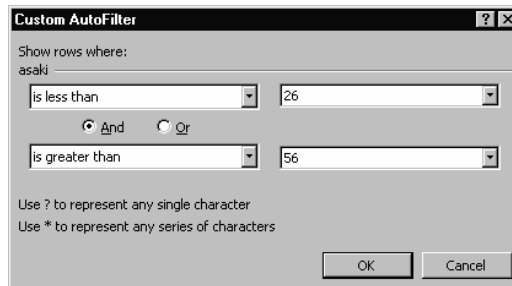 Custom AutoFilter
Show rows where:
asaki
is less than 26
And Or
is greater than 56
Use ? to represent any single character
Use * to represent any series of characters
OK Cancel